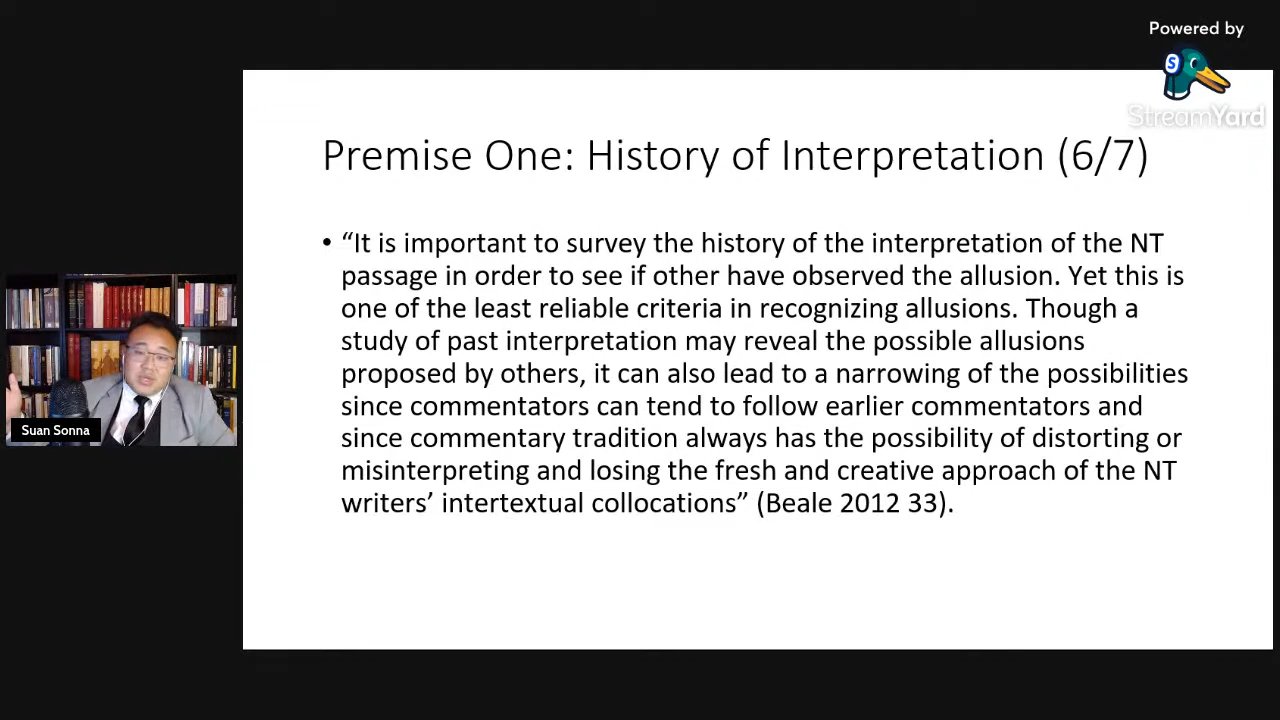 Powered by
S
StreamYard
Premise One: History of Interpretation (6/7)
• “It is important to survey the history of the interpretation of the NT
passage in order to see if other have observed the allusion. Yet this is
one of the least reliable criteria in recognizing allusions. Though a
study of past interpretation may reveal the possible allusions
proposed by others, it can also lead to a narrowing of the possibilities
since commentators can tend to follow earlier commentators and
since commentary tradition always has the possibility of distorting or
misinterpreting and losing the fresh and creative approach of the NT
writers’ intertextual collocations” (Beale 2012 33).
Suan Sonna